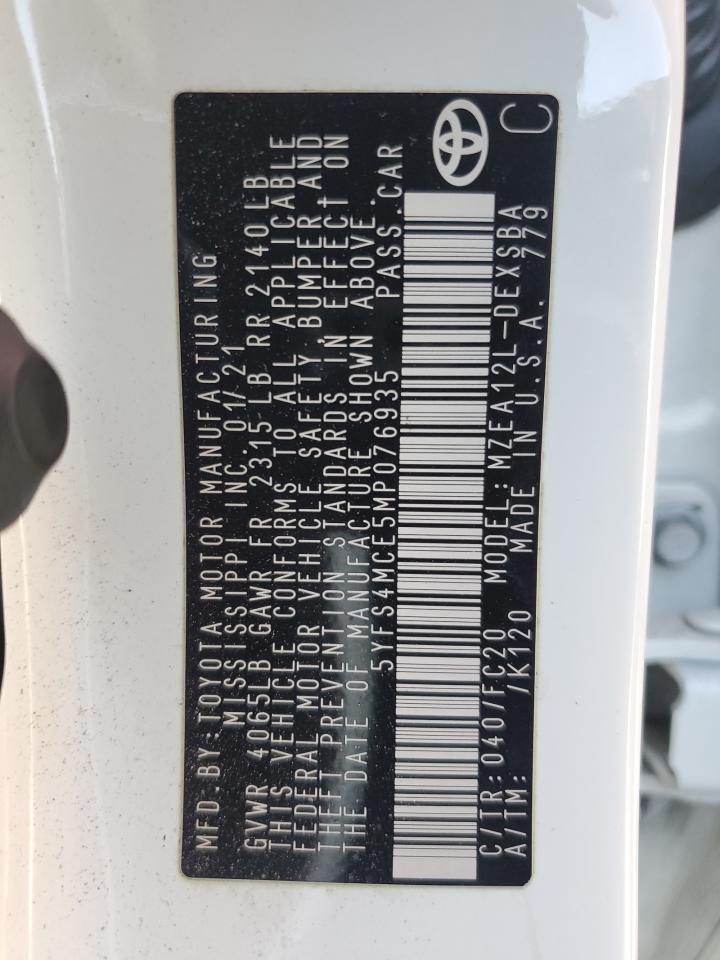 MFD.BY:TOYOTA MOTOR MANUFACTURING
MISSISSIPPI INC.01/21
GVWR 4065LB GAWR FR 2315 LB RR 2140LB
THIS VEHICLE CONFORMS TO ALL APPLICABLE
FEDERAL MOTOR VEHICLE SAFETY, BUMPER,AND
THEFT PREVENTION STANDARDS IN EFFECT ON
THE DATE OF MANUFACTURE SHOWN ABOVE.
5YFS4MCE5MP076935 PASS.CAR
C/TR:040/FC20 MODEL:MZEA12L-DEXSBA
A/TM: /K120 MADE IN U.S.A. 779
C